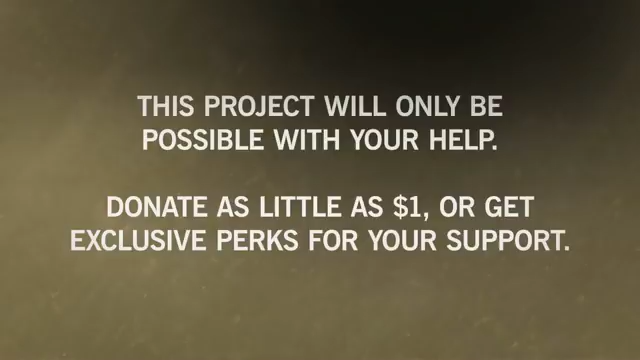 THIS PROJECT WILL ONLY BE
POSSIBLE WITH YOUR HELP.
DONATE AS LITTLE AS $1, OR GET
EXCLUSIVE PERKS FOR YOUR SUPPORT.